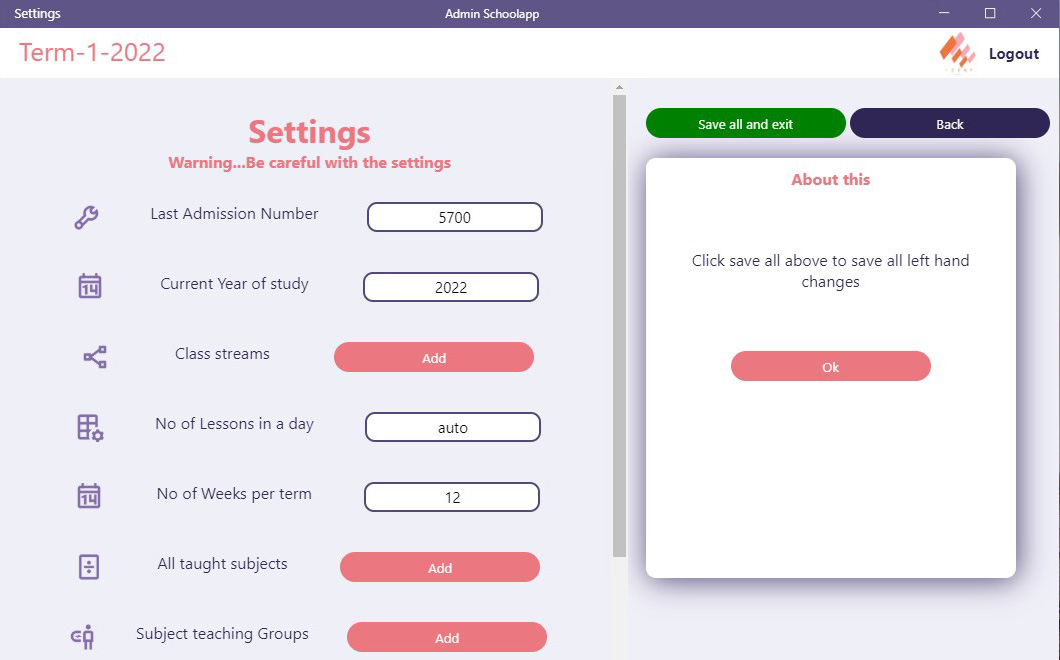 Settings
Admin Schoolapp
Term-1-2022
Logout
Settings
Warning...Be careful with the settings
Last Admission Number
5700
Current Year of study
2022
Class streams
Add
No of Lessons in a day
auto
No of Weeks per term
12
All taught subjects
Add
Subject teaching Groups
Add
Save all and exit
Back
About this
Click save all above to save all left hand
changes
Ok
14
14